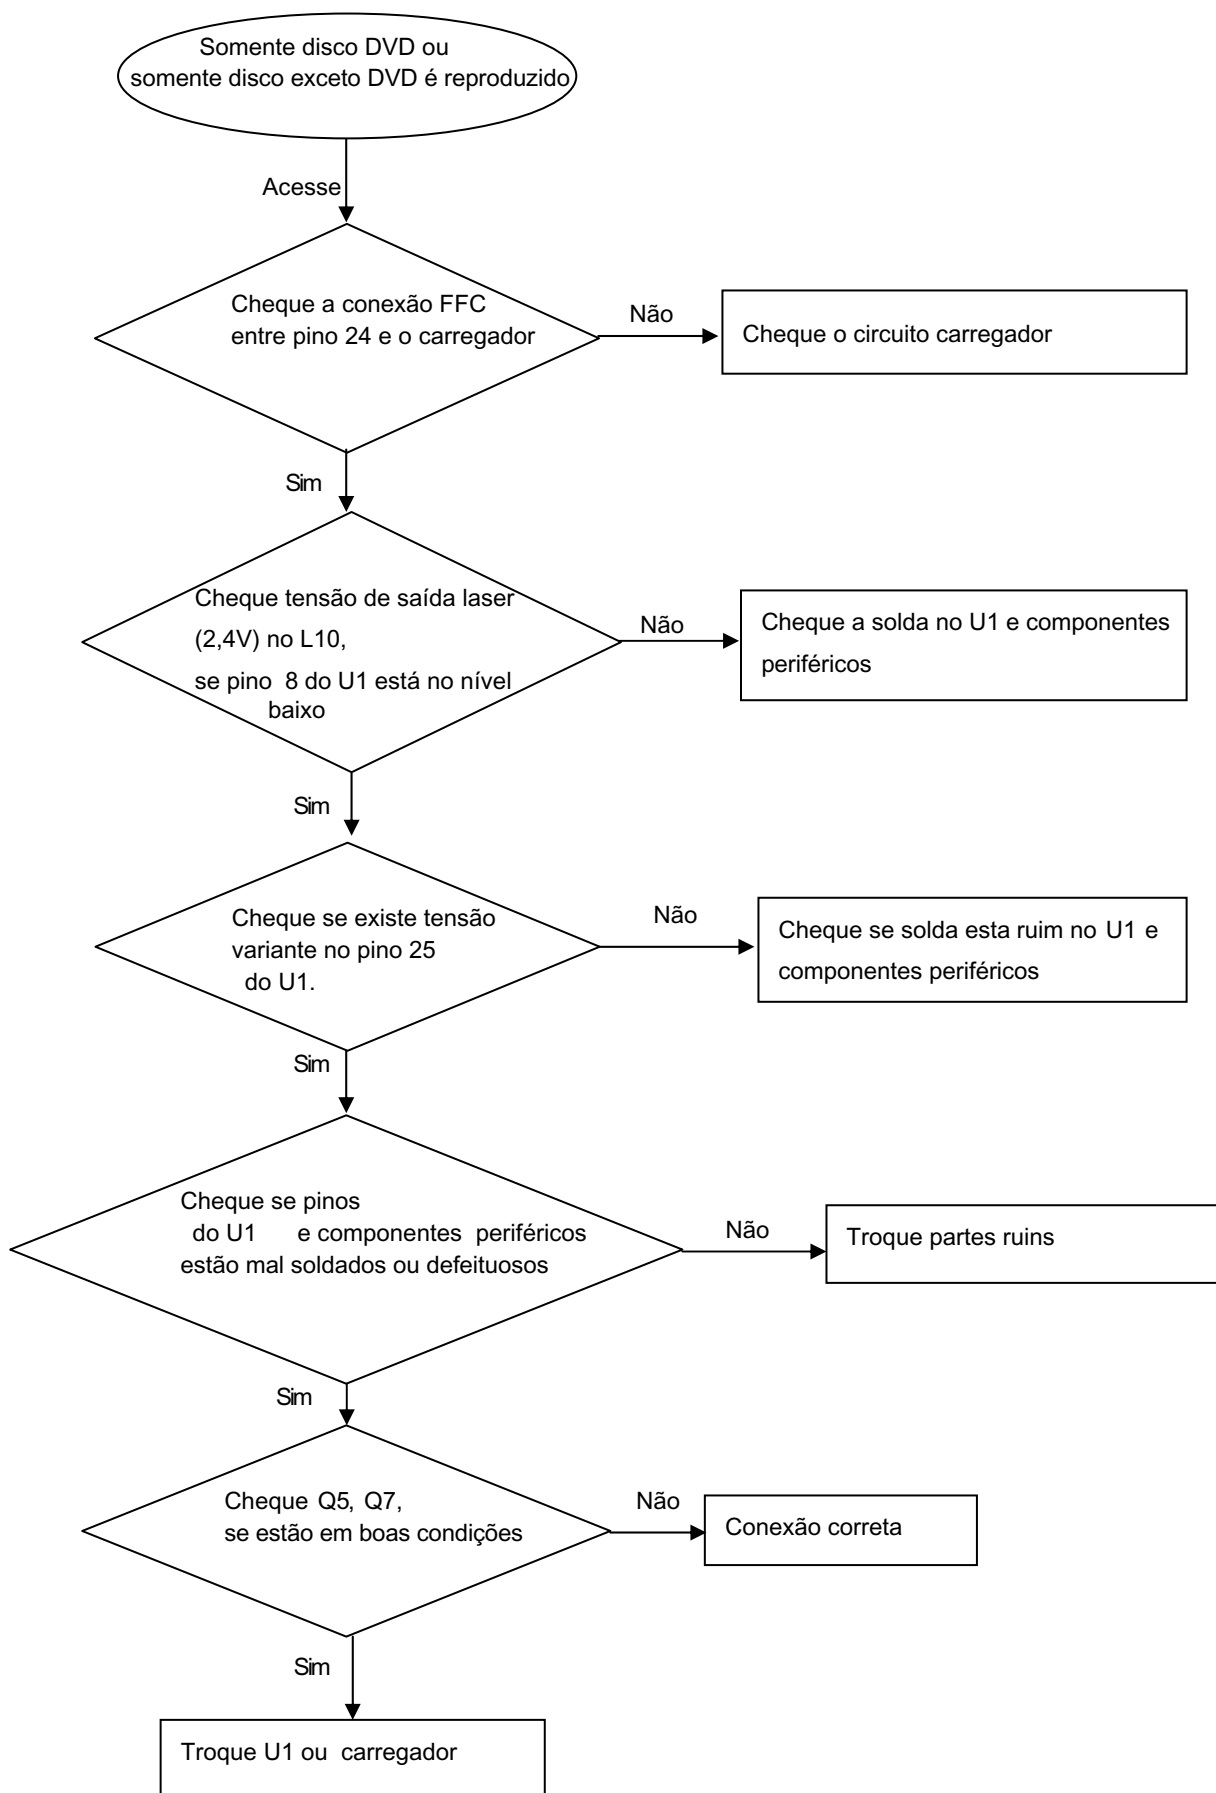 Somente disco DVD ou
somente disco exceto DVD é reproduzido
Acesse
Cheque a conexão FFC
entre pino 24 e o carregador
Não
Cheque o circuito carregador
Sim
Cheque tensão de saída laser
(2,4V) no L10,
se pino 8 do U1 está no nível
baixo
Não
Cheque a solda no U1 e componentes
periféricos
Sim
Cheque se existe tensão
variante no pino 25
do U1.
Não
Cheque se solda esta ruim no U1 e
componentes periféricos
Sim
Cheque se pinos
do U1 e componentes periféricos
estão mal soldados ou defeituosos
Não
Troque partes ruins
Sim
Cheque Q5, Q7,
se estão em boas condições
Não
Conexão correta
Sim
Troque U1 ou carregador